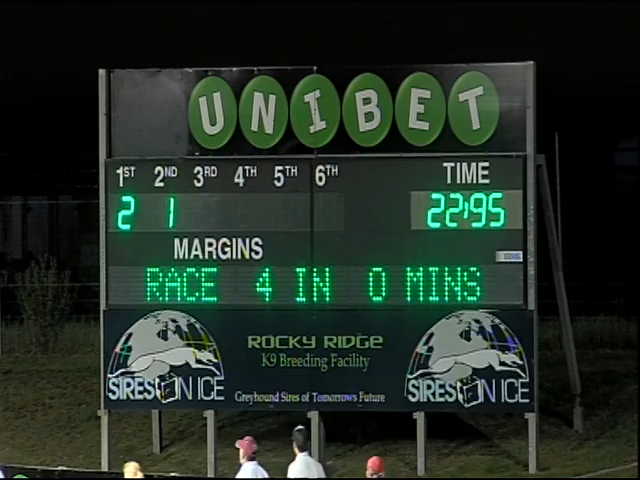 UNIBET
1ST 2ND 3RD 4TH 5TH 6TH TIME
2 1 22.95
MARGINS
RACE 4 IN 0 MINS
SIRES ON ICE
ROCKY RIDGE
K9 Breeding Facility
Greyhound Sires of Tomorrows Future
SIRES ON ICE